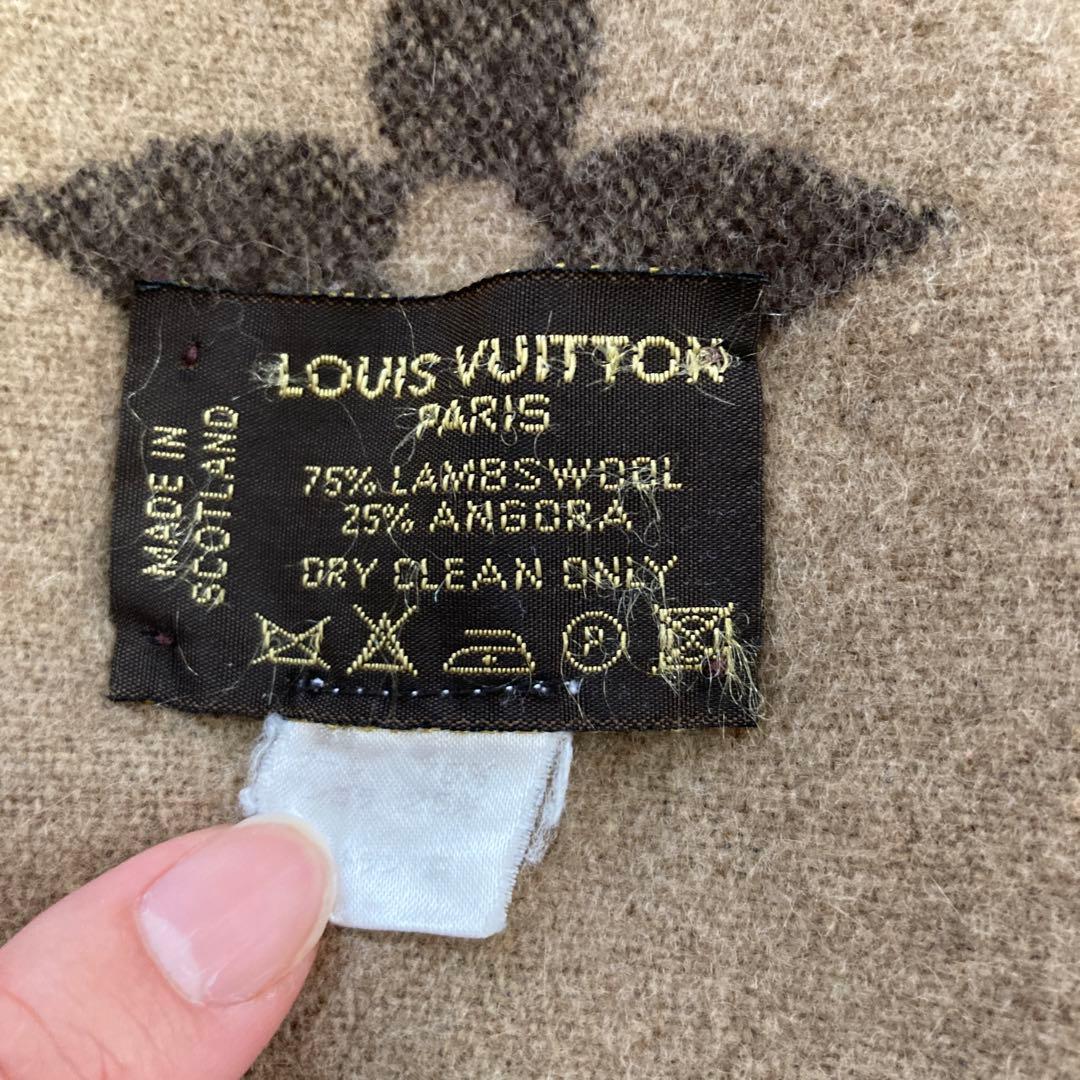 LOUIS VUITTON
PARIS
75% LAMBSWOOL
25% ANGORA
DRY CLEAN ONLY
P
MADE IN
SCOTLAND